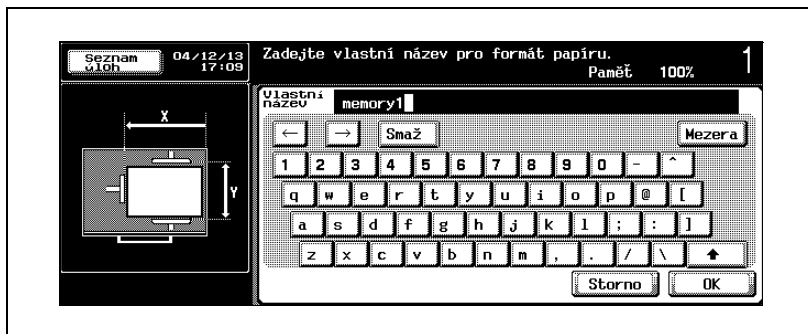 Seznam úloh 04/12/13 17:09
Zadejte vlastní název pro formát papíru.
Paměť 100% 1
Vlastní název memory1
X
Y
← → Smaž Mezera
1 2 3 4 5 6 7 8 9 0 - ^
q w e r t y u i o p @ [
a s d f g h j k l ; : ]
z x c v b n m , . / \ ↑
Storno OK